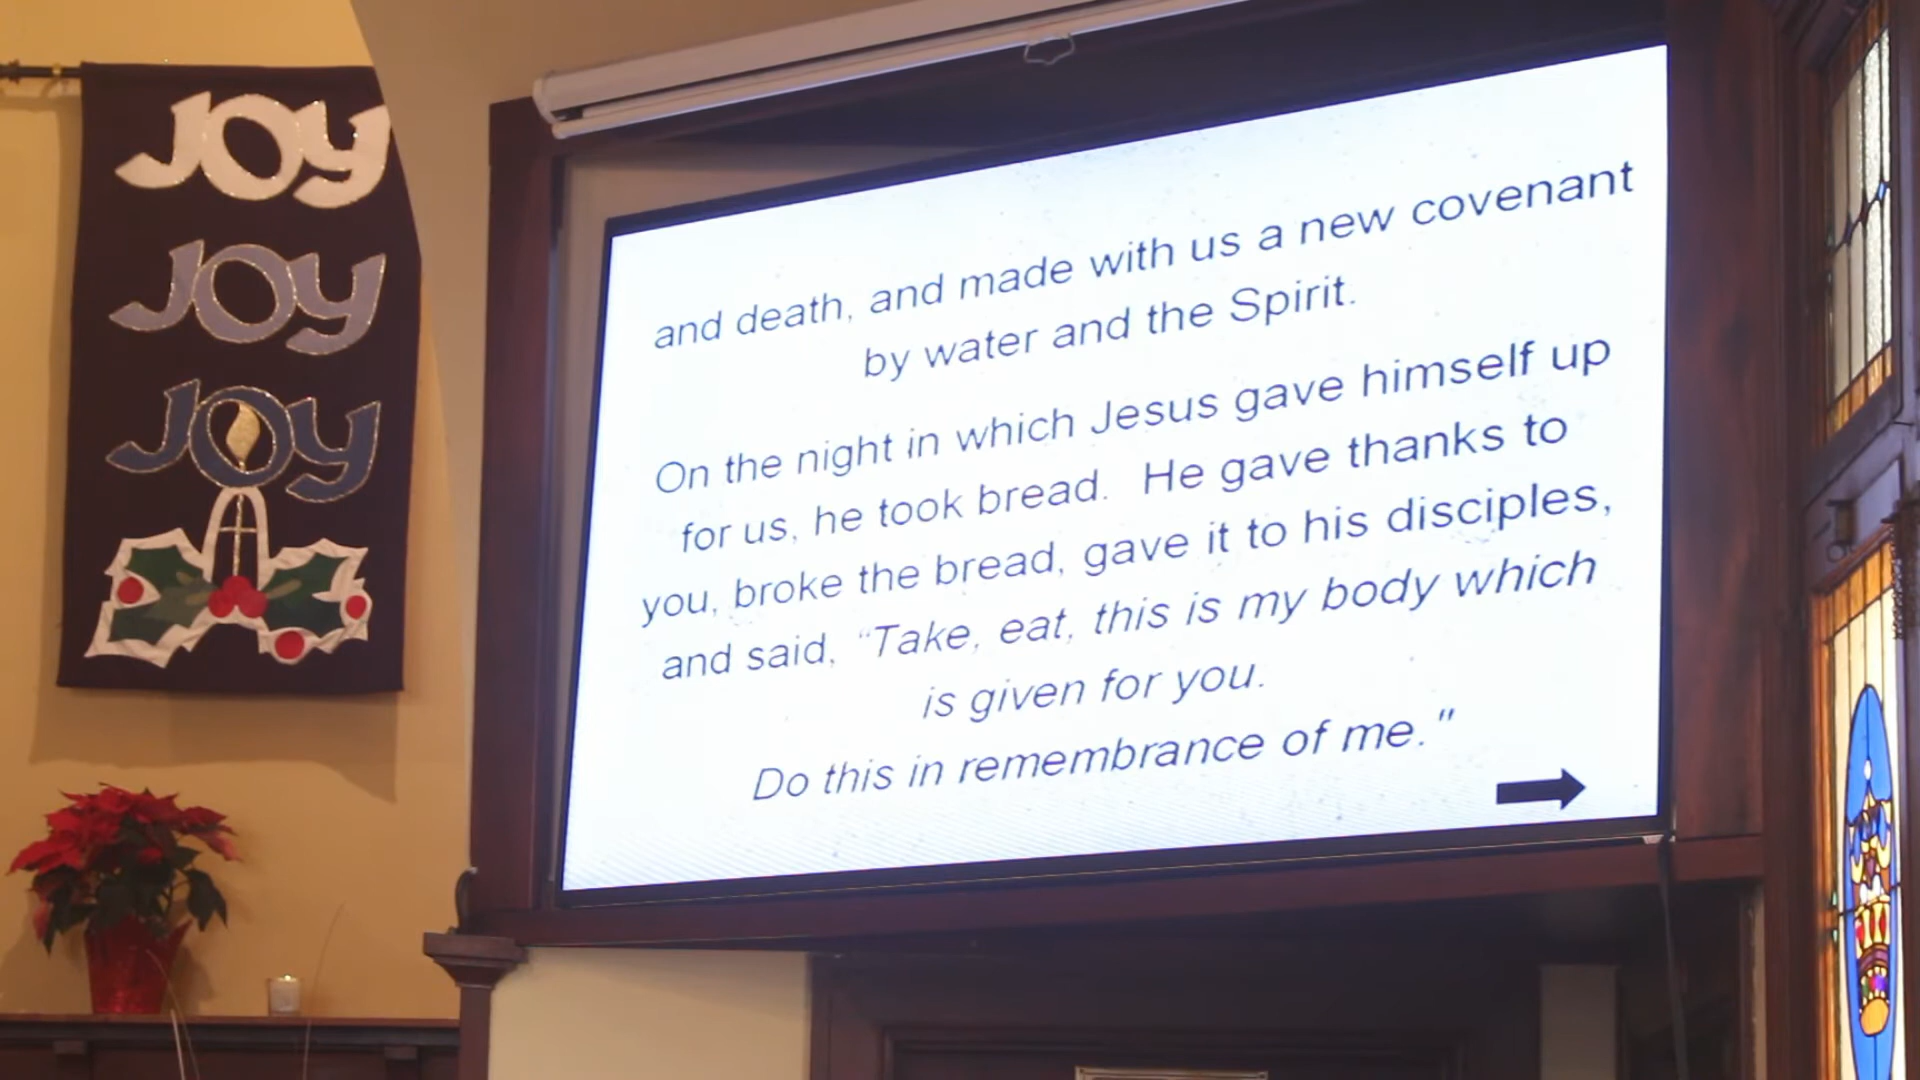 JOY
JOY
JOY
and death, and made with us a new covenant
by water and the Spirit.
On the night in which Jesus gave himself up
for us, he took bread. He gave thanks to
you, broke the bread, gave it to his disciples,
and said, “Take, eat, this is my body which
is given for you.
Do this in remembrance of me."